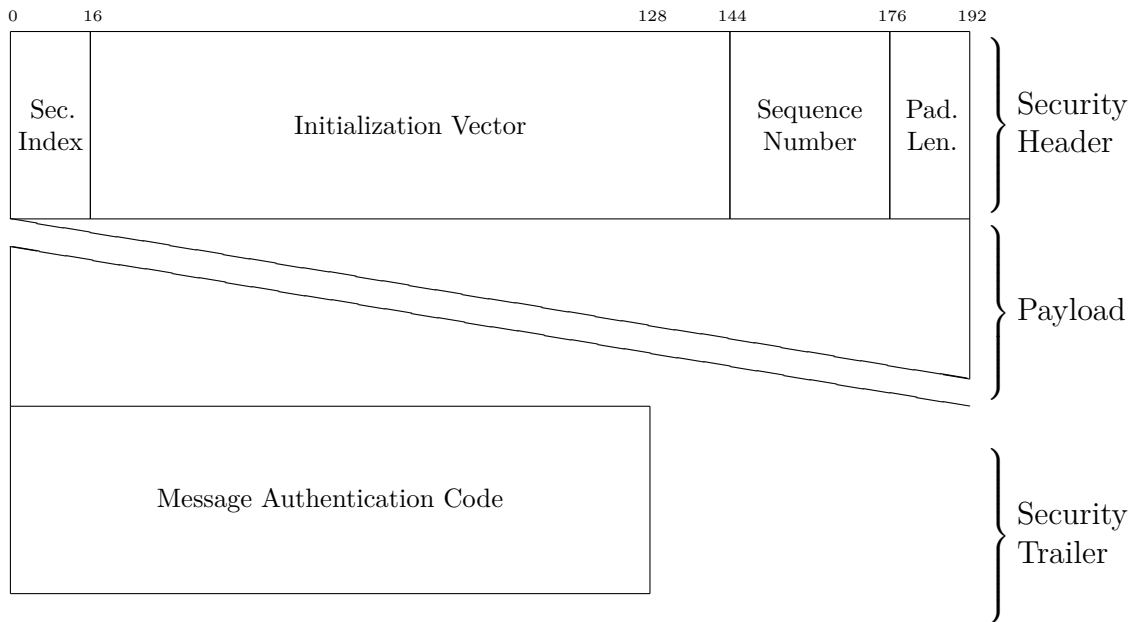 0 16 128 144 176 192
Sec.
Index
Initialization Vector
Sequence
Number
Pad.
Len.
Security
Header
Payload
Message Authentication Code
Security
Trailer